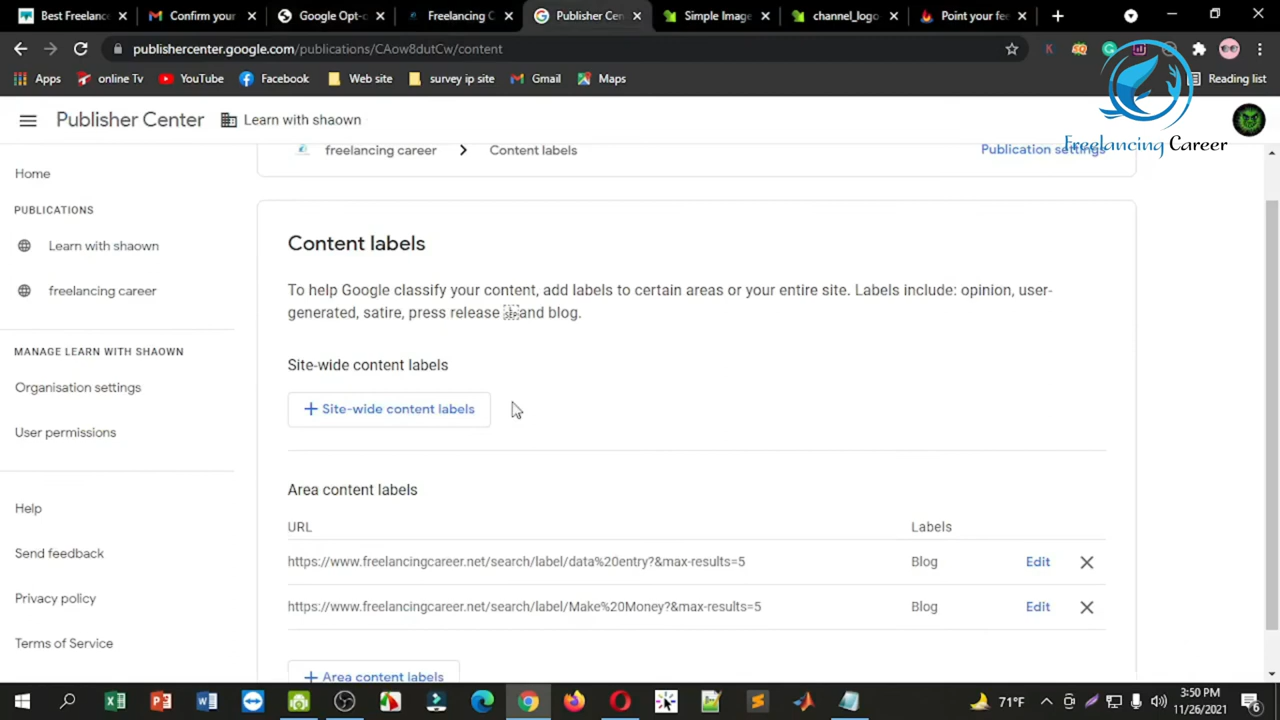 Best Freelanc
Confirm your
Google Opt-o
Freelancing C
Publisher Cen
Simple Image
channel_logo
Point your fee
publishercenter.google.com/publications/CAow8dutCw/content
Apps
online Tv
YouTube
Facebook
Web site
survey ip site
Gmail
Maps
Reading list
Publisher Center
Learn with shaown
Freelancing Career
freelancing career
Content labels
Publication settings
Home
PUBLICATIONS
Learn with shaown
freelancing career
MANAGE LEARN WITH SHAOWN
Organisation settings
User permissions
Help
Send feedback
Privacy policy
Terms of Service
Content labels
To help Google classify your content, add labels to certain areas or your entire site. Labels include: opinion, user-
generated, satire, press release and blog.
Site-wide content labels
+ Site-wide content labels
Area content labels
URL Labels
https://www.freelancingcareer.net/search/label/data%20entry?&max-results=5 Blog Edit
https://www.freelancingcareer.net/search/label/Make%20Money?&max-results=5 Blog Edit
+ Area content labels
71°F
3:50 PM
11/26/2021
6